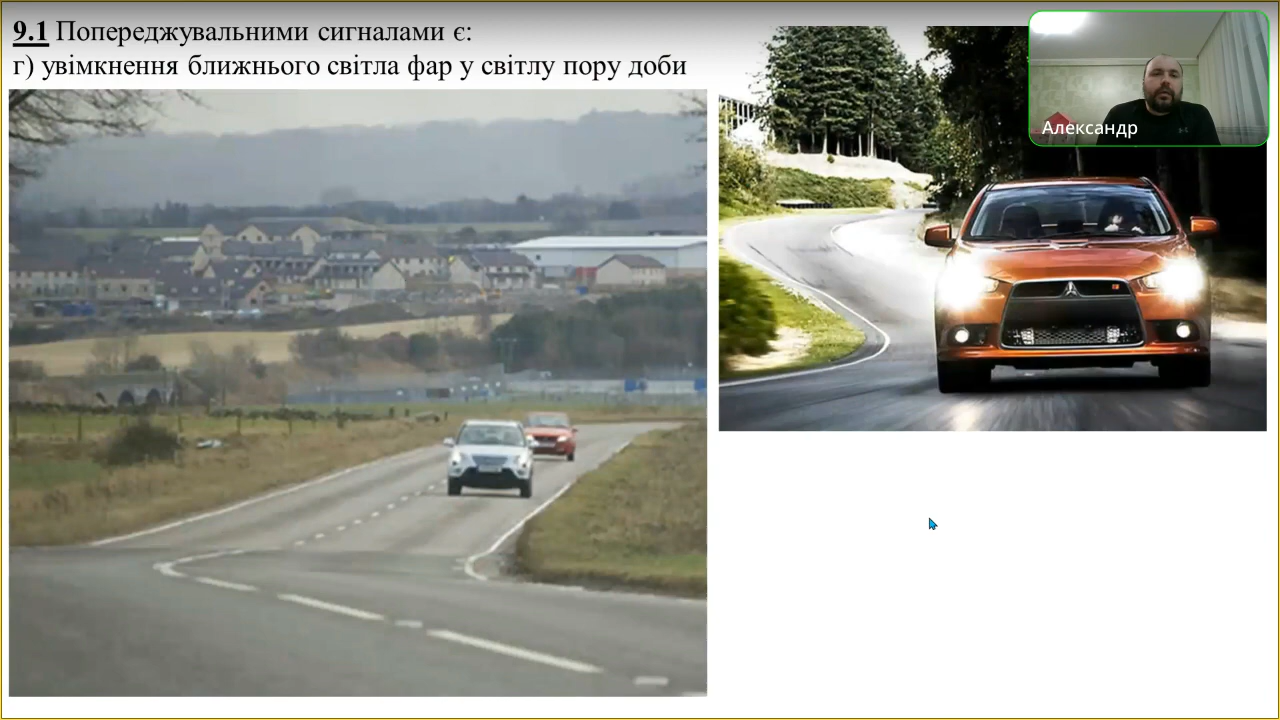 9.1 Попереджувальними сигналами є:
г) увімкнення ближнього світла фар у світлу пору доби
Александр